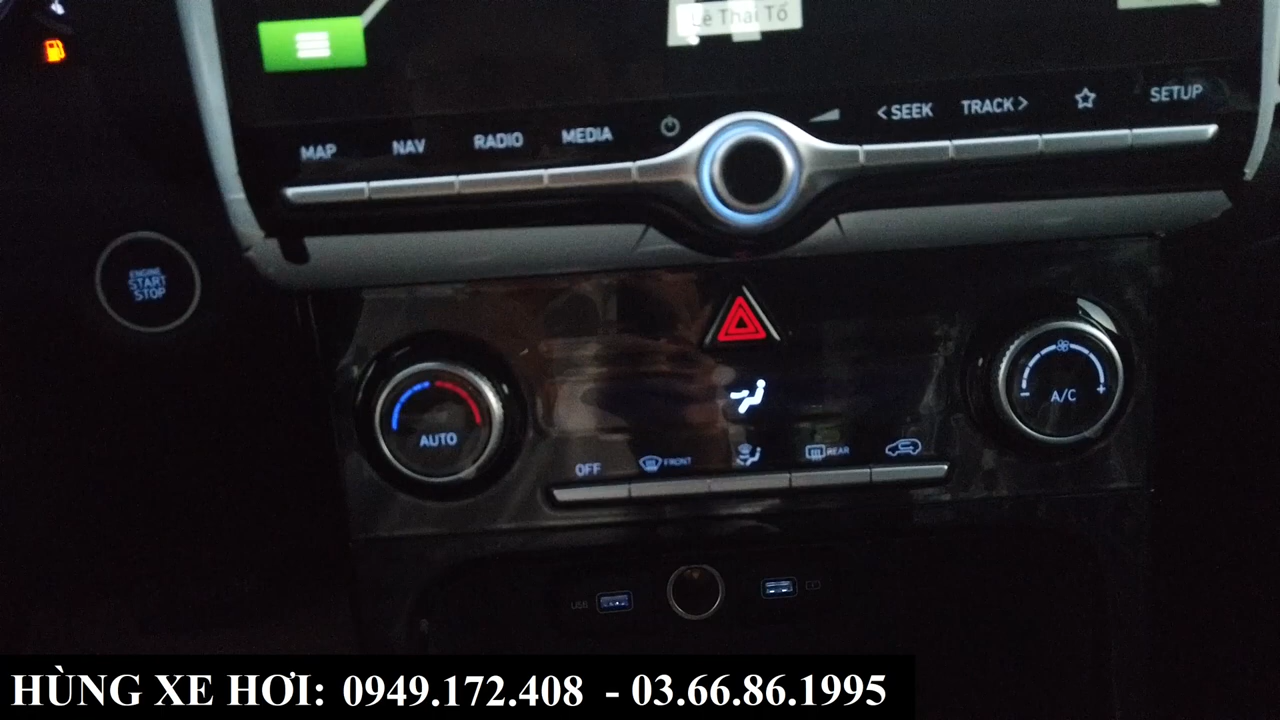 Lê Thái Tổ
MAP NAV RADIO MEDIA < SEEK TRACK > SETUP
ENGINE
START
STOP
AUTO
A/C
- +
OFF FRONT REAR
USB
HÙNG XE HƠI: 0949.172.408 - 03.66.86.1995